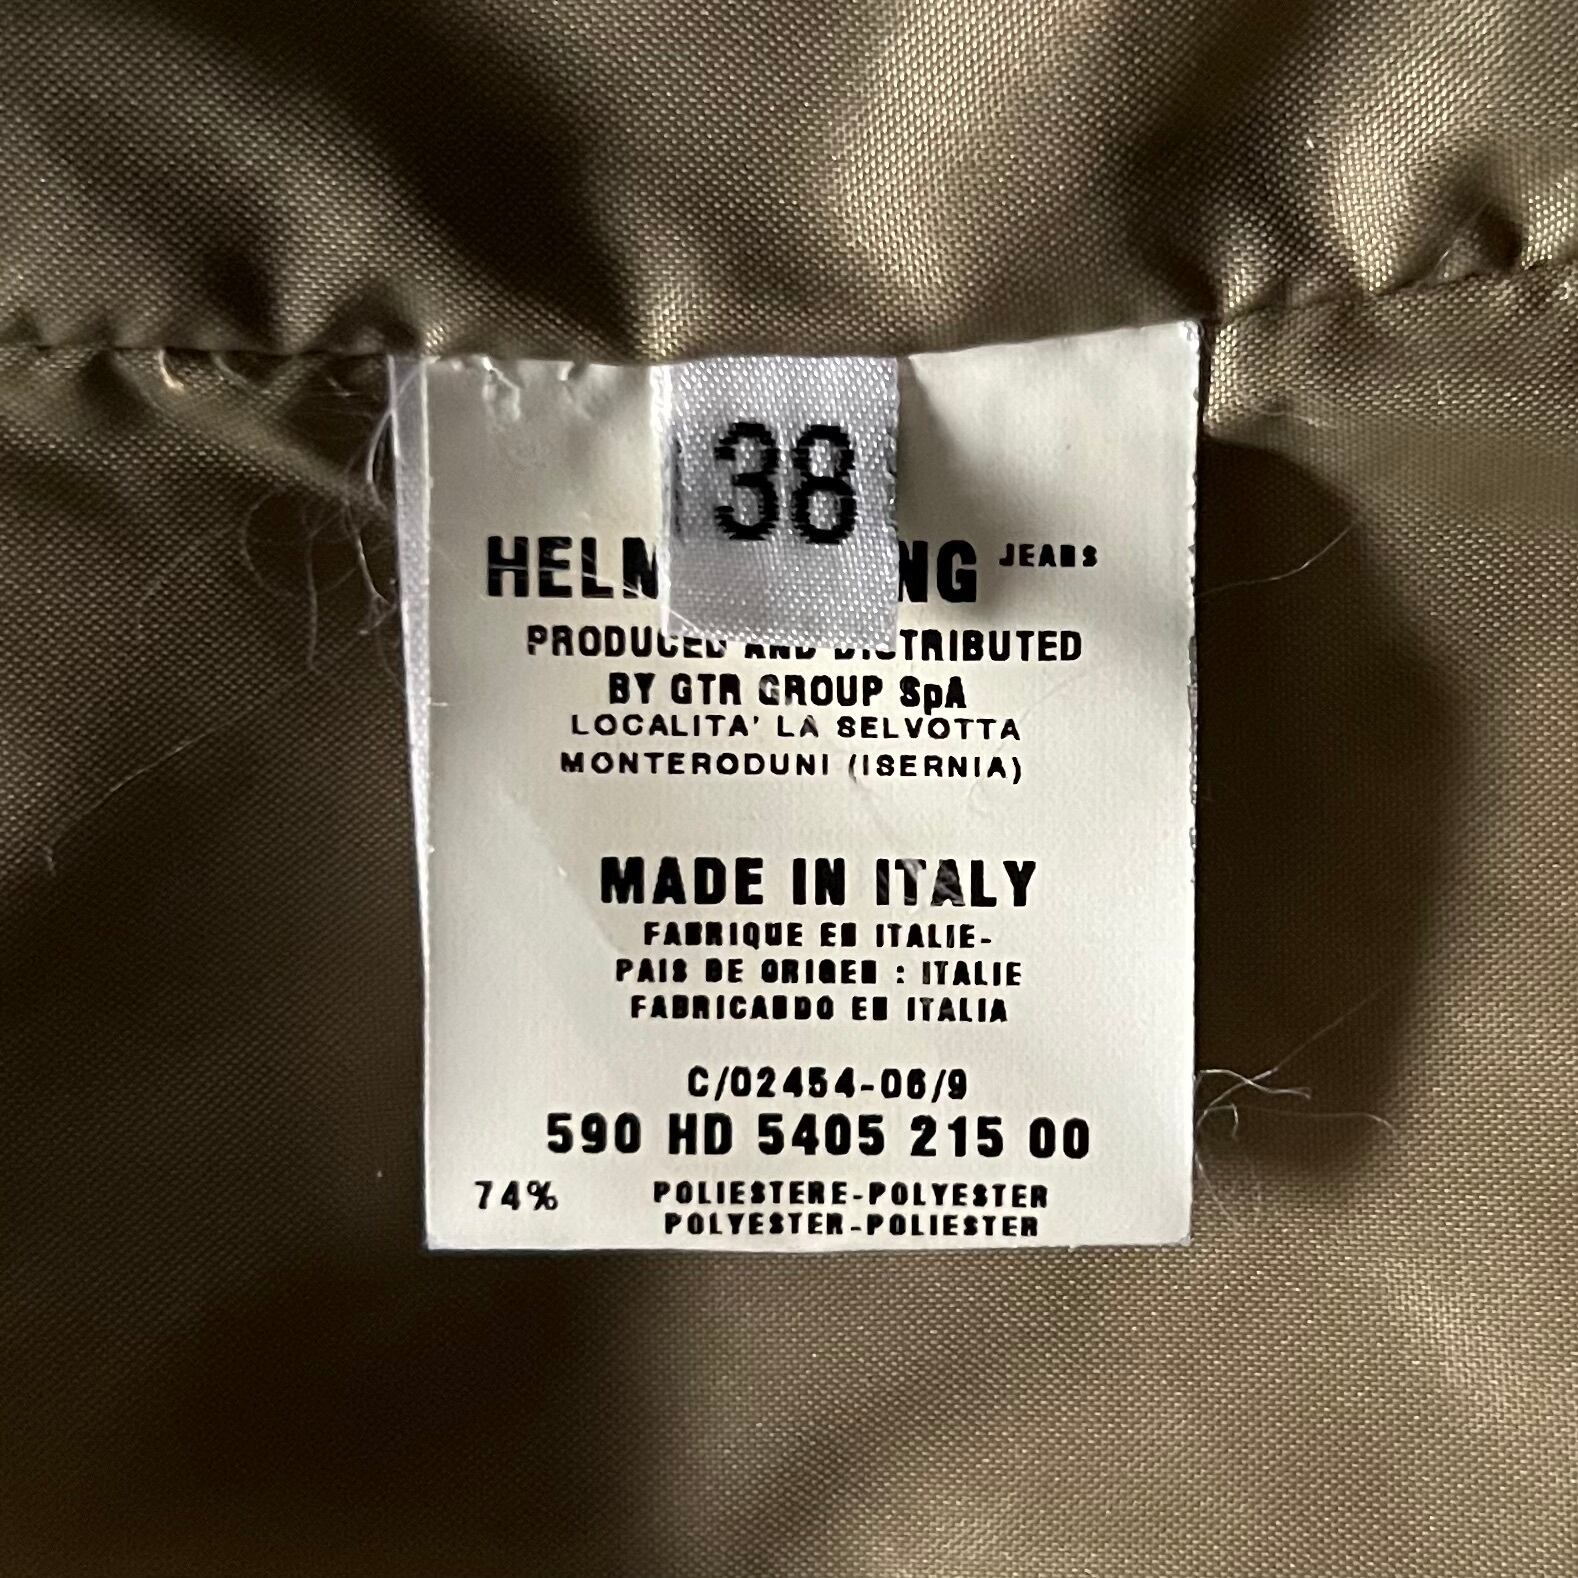 38
HELM NG JEANS
PRODUCED AND DISTRIBUTED
BY GTR GROUP SpA
LOCALITA' LA SELVOTTA
MONTERODUNI (ISERNIA)
MADE IN ITALY
FABRIQUE EN ITALIE-
PAIS DE ORIGEN : ITALIE
FABRICANDO EN ITALIA
C/02454-06/9
590 HD 5405 215 00
74% POLIESTERE-POLYESTER
POLYESTER-POLIESTER